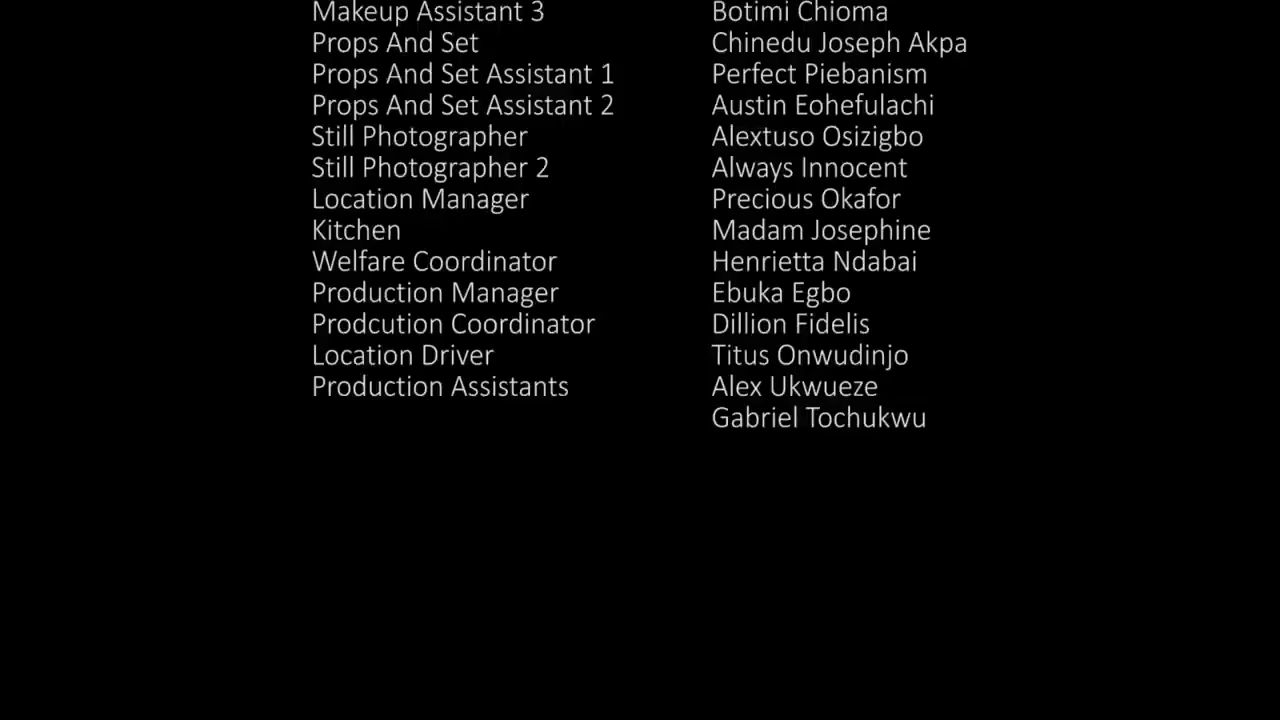 Makeup Assistant 3 Botimi Chioma
Props And Set Chinedu Joseph Akpa
Props And Set Assistant 1 Perfect Piebanism
Props And Set Assistant 2 Austin Eohefulachi
Still Photographer Alextuso Osizigbo
Still Photographer 2 Always Innocent
Location Manager Precious Okafor
Kitchen Madam Josephine
Welfare Coordinator Henrietta Ndabai
Production Manager Ebuka Egbo
Prodcution Coordinator Dillion Fidelis
Location Driver Titus Onwudinjo
Production Assistants Alex Ukwueze
Gabriel Tochukwu